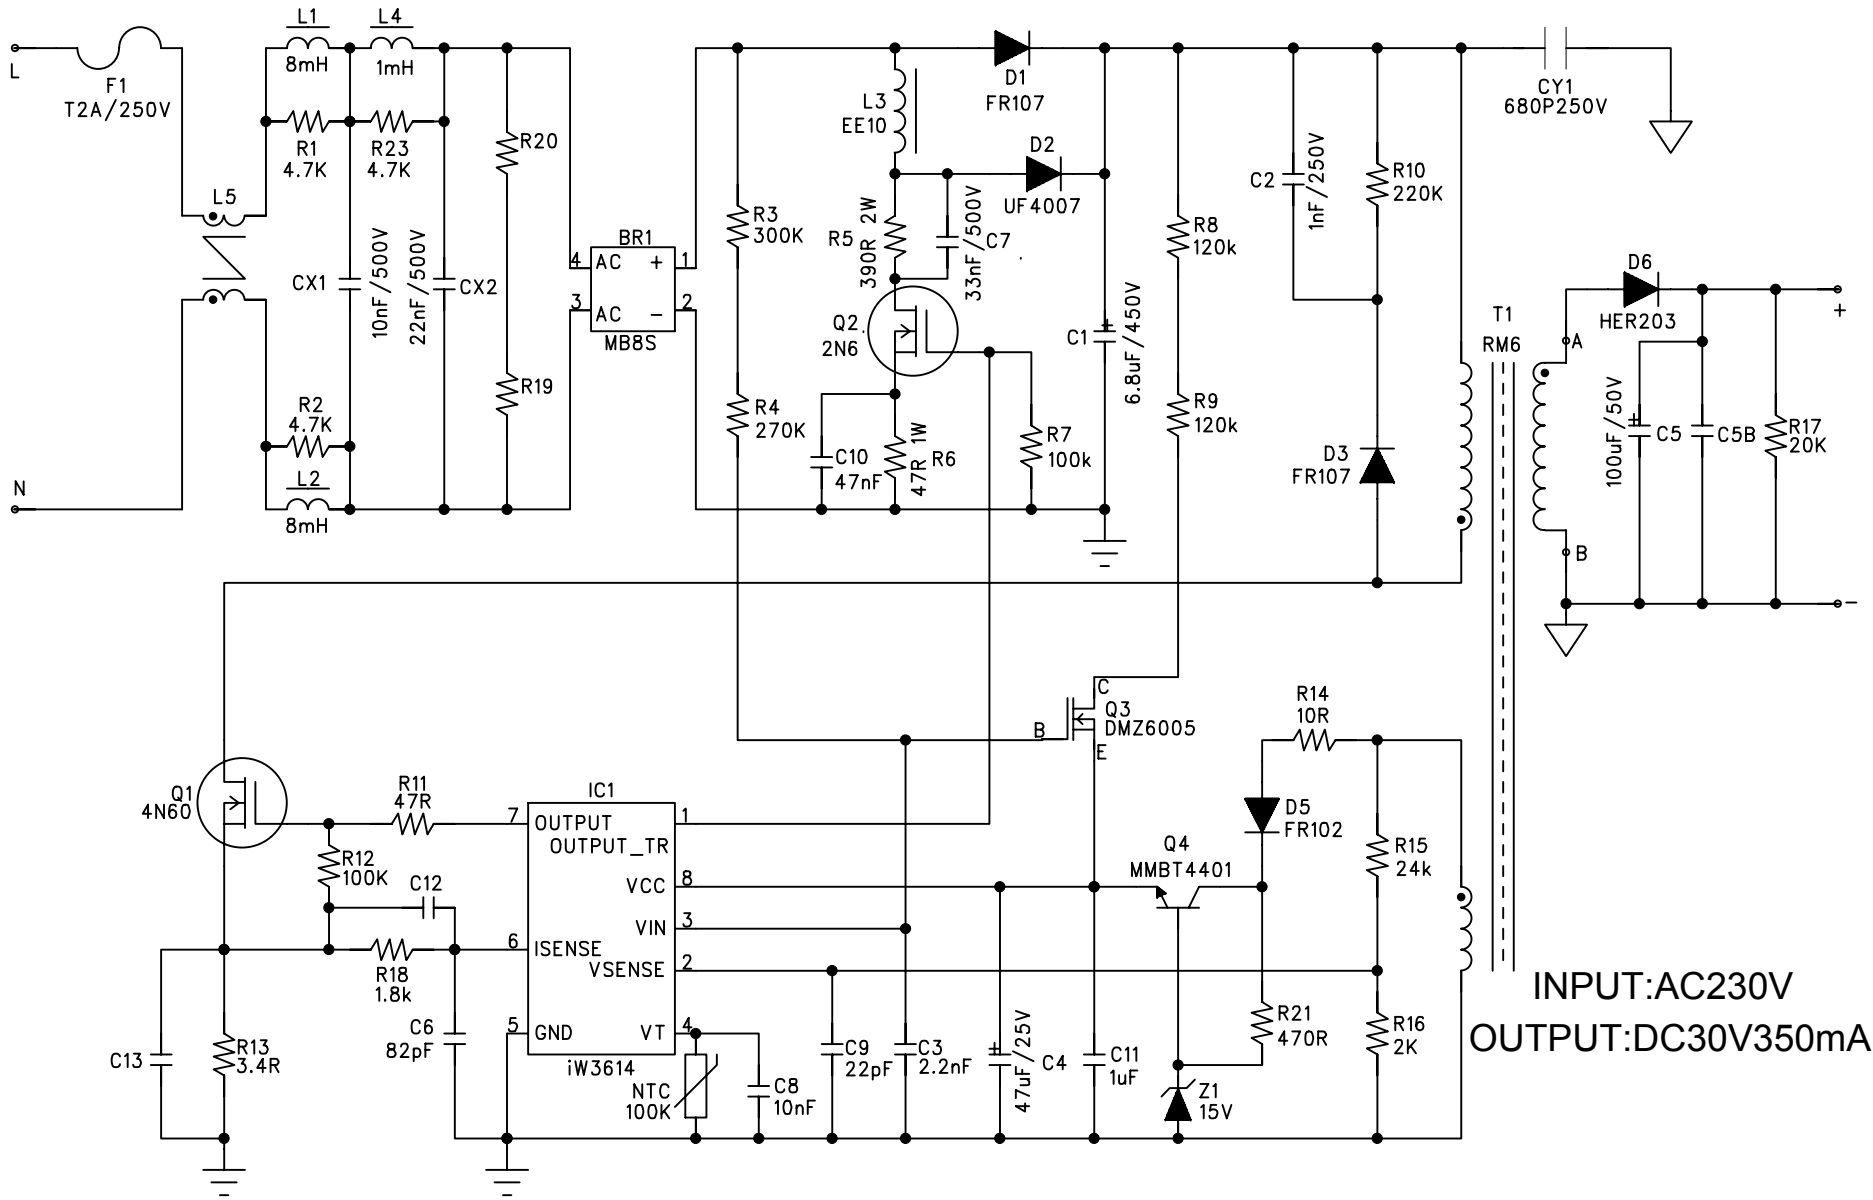 L1
8mH
L4
1mH
L
F1
T2A/250V
R1
4.7K
R23
4.7K
R20
L5
CX1
10nF/500V
22nF/500V
CX2
R19
R2
4.7K
L2
8mH
N
BR1
4 AC + 1
3 AC - 2
MB8S
R3
300K
R4
270K
L3
EE10
D1
FR107
D2
UF4007
R5
390R 2W
33nF/500V
C7
Q2
2N6
C10
47nF
47R 1W
R6
R7
100k
C1
+
6.8uF/450V
R8
120k
R9
120k
C2
1nF/250V
R10
220K
D3
FR107
CY1
680P250V
T1
RM6
A
B
D6
HER203
+
100uF/50V
+
C5
C5B
R17
20K
-
C
Q3
DMZ6005
B
E
R14
10R
D5
FR102
R15
24k
Q4
MMBT4401
Q1
4N60
R11
47R
R12
100K
C12
R18
1.8k
C6
82pF
C13
R13
3.4R
IC1
7 OUTPUT 1
OUTPUT_TR
VCC 8
VIN 3
6 ISENSE
VSENSE 2
5 GND VT 4
iW3614
NTC
100K
C8
10nF
C9
22pF
C3
2.2nF
+
47uF/25V
C4
C11
1uF
Z1
15V
R21
470R
R16
2K
INPUT:AC230V
OUTPUT:DC30V350mA